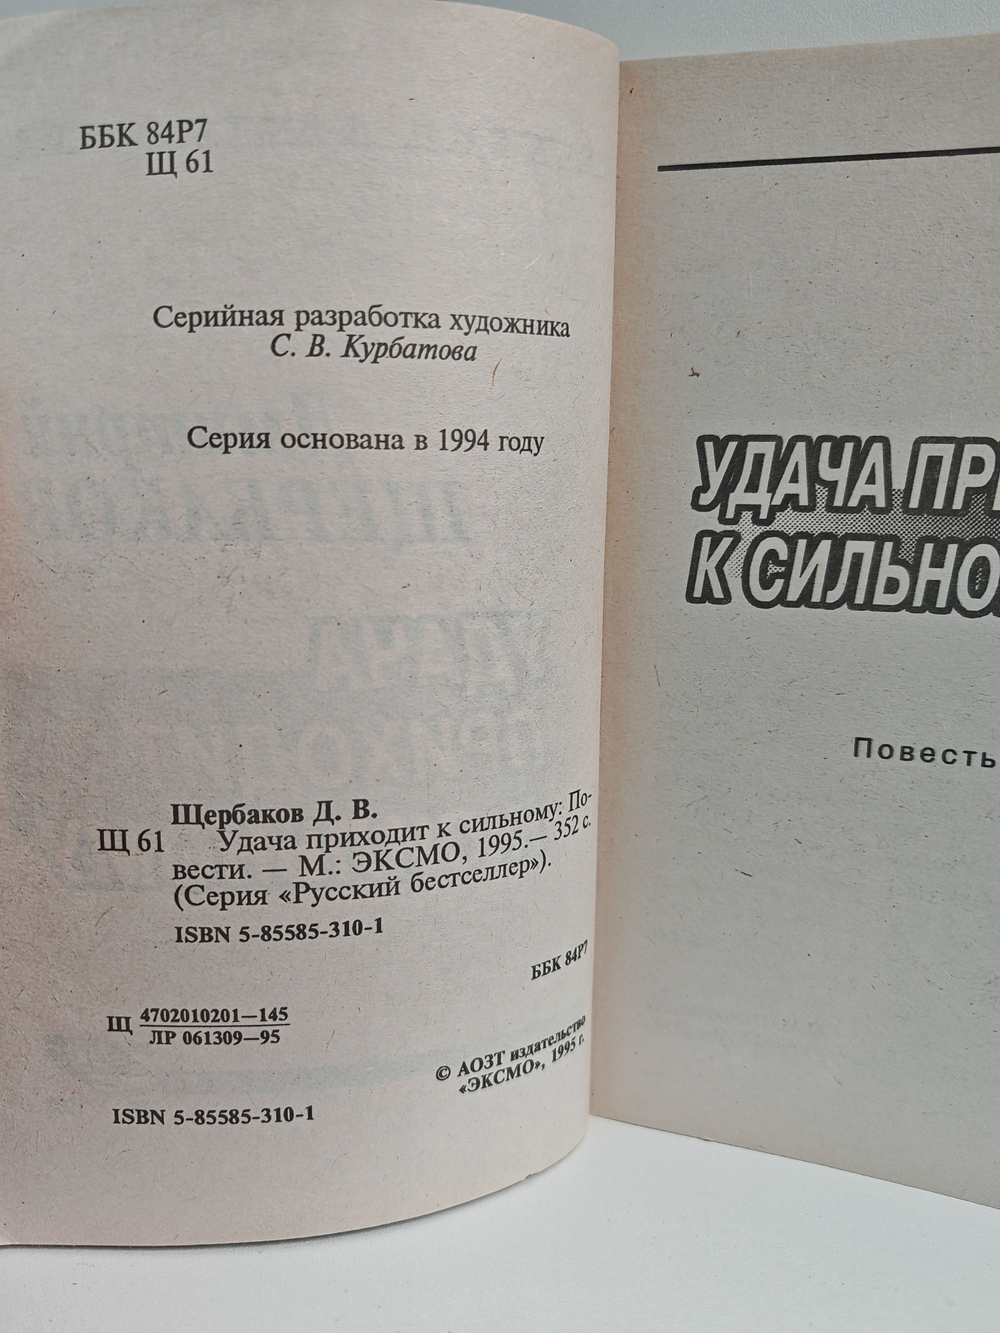 ББК 84Р7
Щ 61
Серийная разработка художника
С. В. Курбатова
Серия основана в 1994 году
Щербаков Д. В.
Щ 61 Удача приходит к сильному: По-
вести. — М.: ЭКСМО, 1995.— 352 с.
(Серия «Русский бестселлер»).
ISBN 5-85585-310-1
ББК 84Р7
Щ 4702010201—145
ЛР 061309—95
© АОЗТ издательство
«ЭКСМО», 1995 г.
ISBN 5-85585-310-1
УДАЧА ПРИ
К СИЛЬНО
Повесть